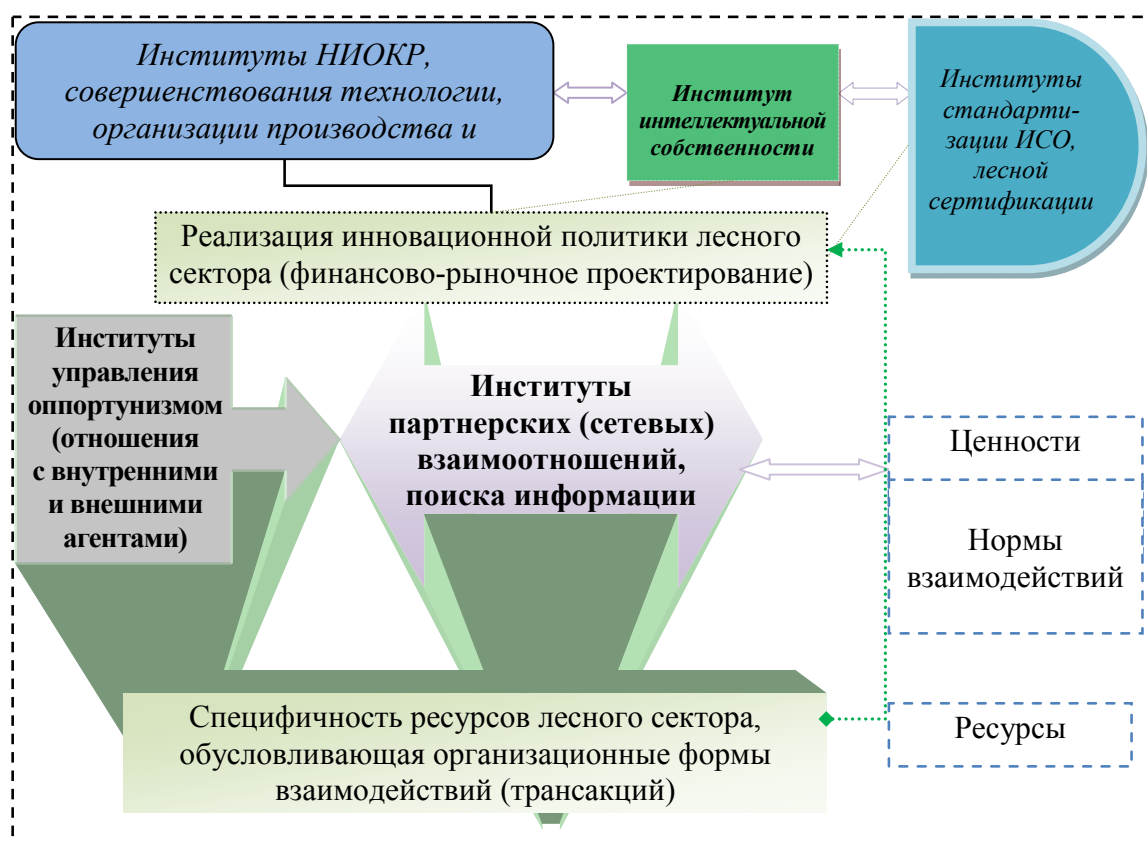 Институты НИОКР,
совершенствования технологии,
организации производства и
Институт
интеллектуальной
собственности
Институты
стандарти-
зации ИСО,
лесной
сертификации
Реализация инновационной политики лесного
сектора (финансово-рыночное проектирование)
Институты
управления
оппортунизмом
(отношения
с внутренними
и внешними
агентами)
Институты
партнерских (сетевых)
взаимоотношений,
поиска информации
Ценности
Нормы
взаимодействий
Ресурсы
Специфичность ресурсов лесного сектора,
обусловливающая организационные формы
взаимодействий (трансакций)